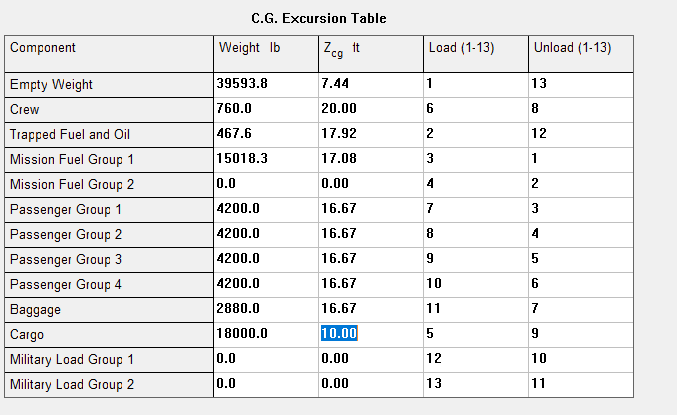 C.G. Excursion Table
Component Weight lb Zcg ft Load (1-13) Unload (1-13)
Empty Weight 39593.8 7.44 1 13
Crew 760.0 20.00 6 8
Trapped Fuel and Oil 467.6 17.92 2 12
Mission Fuel Group 1 15018.3 17.08 3 1
Mission Fuel Group 2 0.0 0.00 4 2
Passenger Group 1 4200.0 16.67 7 3
Passenger Group 2 4200.0 16.67 8 4
Passenger Group 3 4200.0 16.67 9 5
Passenger Group 4 4200.0 16.67 10 6
Baggage 2880.0 16.67 11 7
Cargo 18000.0 10.00 5 9
Military Load Group 1 0.0 0.00 12 10
Military Load Group 2 0.0 0.00 13 11